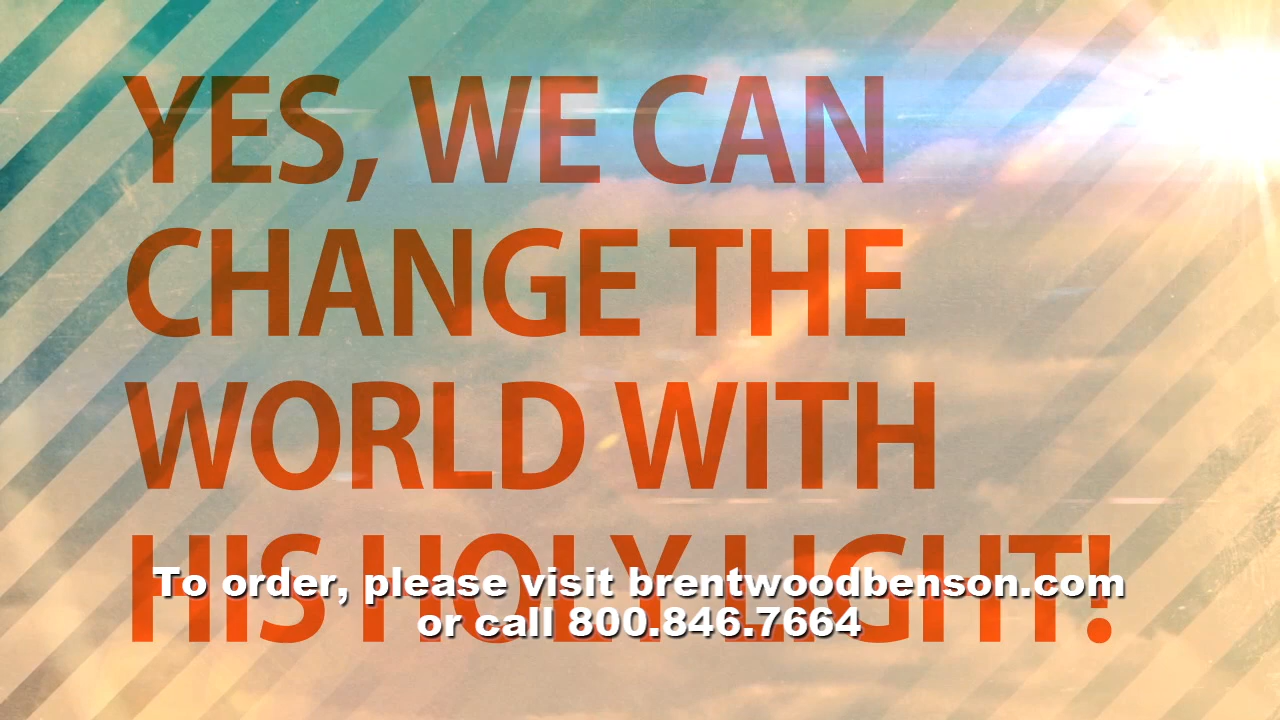 YES, WE CAN
CHANGE THE
WORLD WITH
HIS HOLY LIGHT!
To order, please visit brentwoodbenson.com
or call 800.846.7664